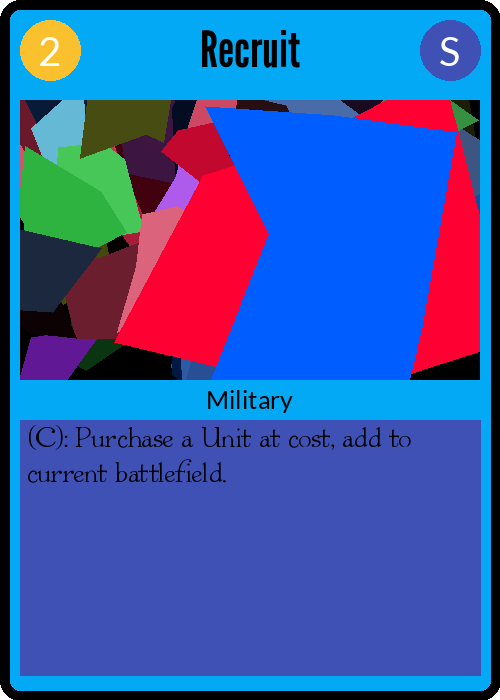 2
Recruit
S
Military
(C): Purchase a Unit at cost, add to
current battlefield.